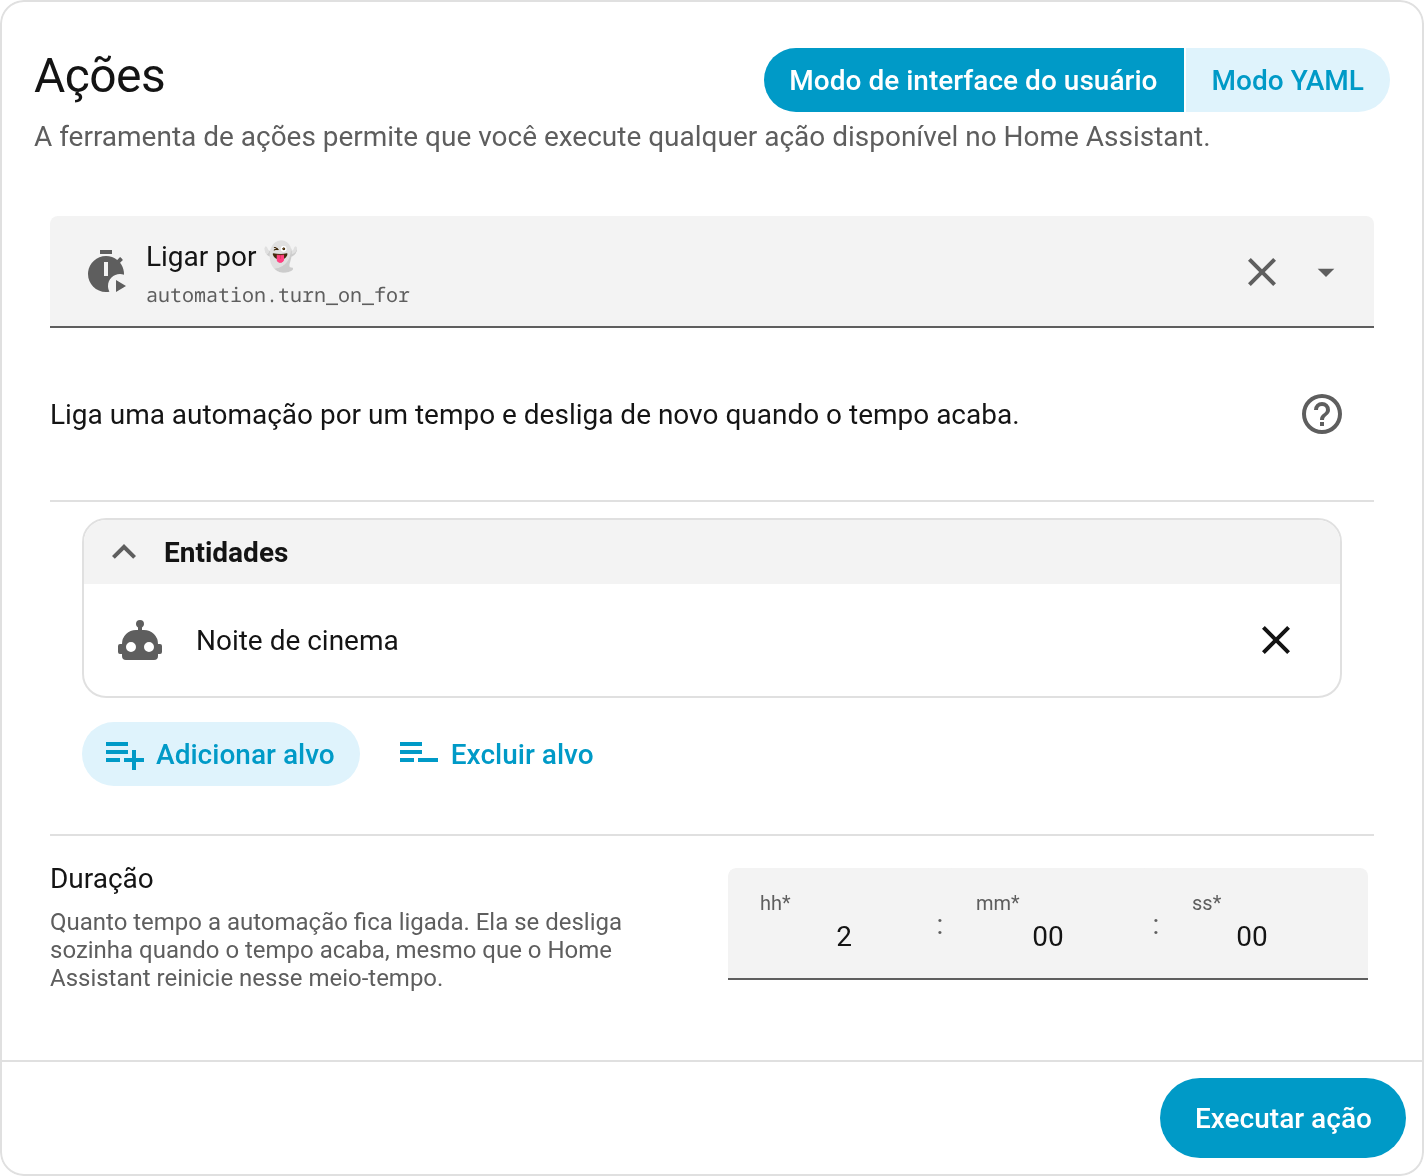 Ações
Modo de interface do usuário
Modo YAML
A ferramenta de ações permite que você execute qualquer ação disponível no Home Assistant.
Ligar por 👻
automation.turn_on_for
Liga uma automação por um tempo e desliga de novo quando o tempo acaba.
Entidades
Noite de cinema
Adicionar alvo
Excluir alvo
Duração
Quanto tempo a automação fica ligada. Ela se desliga
sozinha quando o tempo acaba, mesmo que o Home
Assistant reinicie nesse meio-tempo.
hh* mm* ss*
2 : 00 : 00
Executar ação